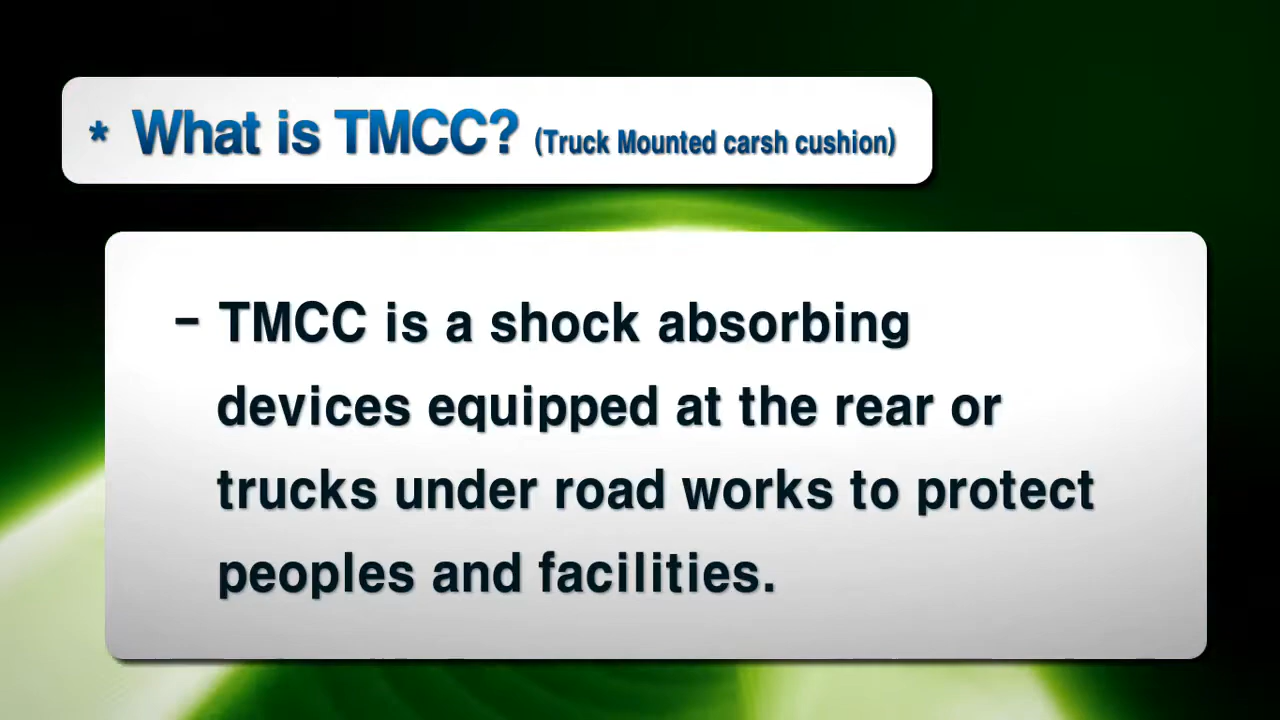 * What is TMCC? (Truck Mounted carsh cushion)
- TMCC is a shock absorbing
devices equipped at the rear or
trucks under road works to protect
peoples and facilities.